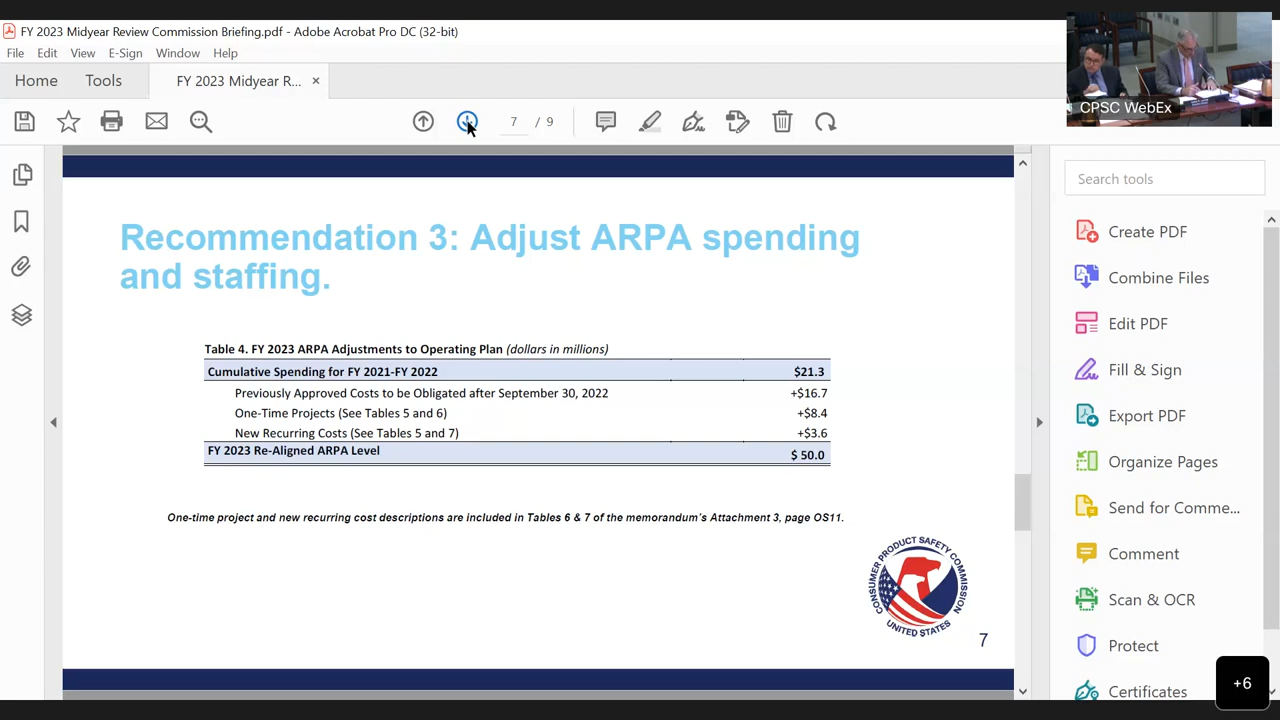 FY 2023 Midyear Review Commission Briefing.pdf - Adobe Acrobat Pro DC (32-bit)
File Edit View E-Sign Window Help
Home Tools FY 2023 Midyear R... ×
7 / 9
CPSC WebEx
Recommendation 3: Adjust ARPA spending
and staffing.
Table 4. FY 2023 ARPA Adjustments to Operating Plan (dollars in millions)
Cumulative Spending for FY 2021-FY 2022 $21.3
Previously Approved Costs to be Obligated after September 30, 2022 +$16.7
One-Time Projects (See Tables 5 and 6) +$8.4
New Recurring Costs (See Tables 5 and 7) +$3.6
FY 2023 Re-Aligned ARPA Level $ 50.0
One-time project and new recurring cost descriptions are included in Tables 6 & 7 of the memorandum's Attachment 3, page OS11.
CONSUMER PRODUCT SAFETY COMMISSION
UNITED STATES
7
Search tools
Create PDF
Combine Files
Edit PDF
Fill & Sign
Export PDF
Organize Pages
Send for Comme...
Comment
Scan & OCR
Protect
Certificates
+6